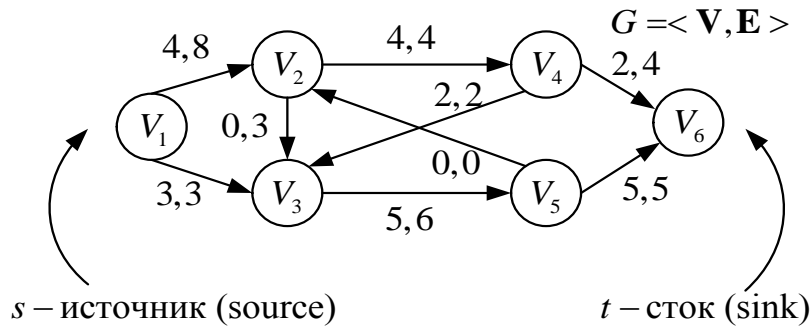 G =< V, E >
4,8
4,4
2,4
V₂
V₄
V₁
0,3
2,2
V₆
3,3
V₃
0,0
V₅
5,6
5,5
s – источник (source)
t – сток (sink)